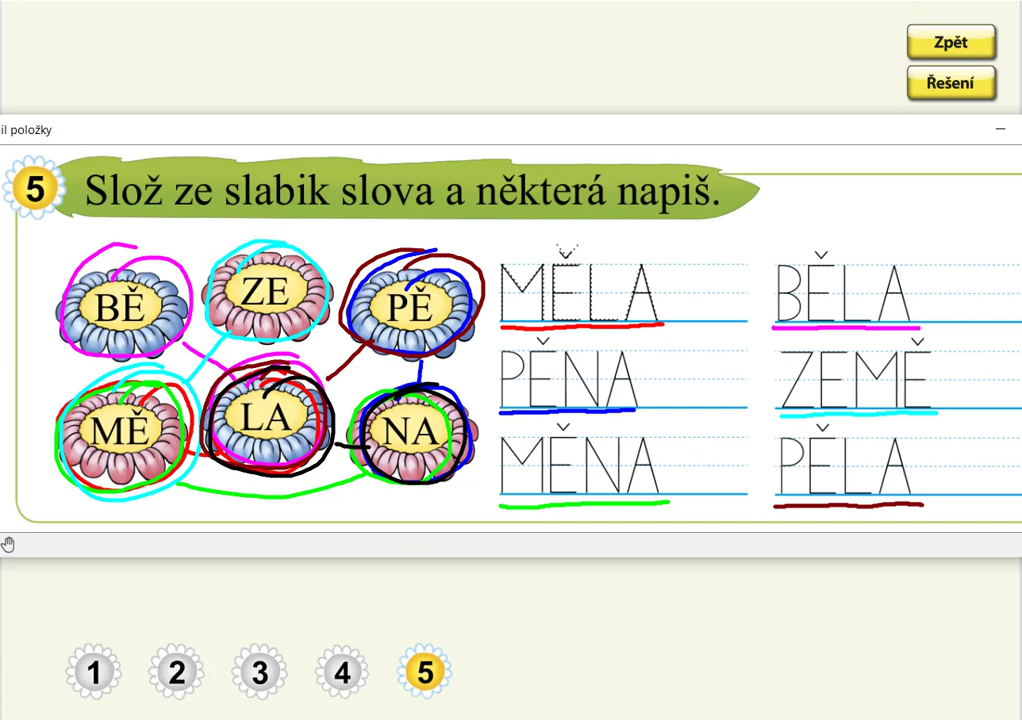 Zpět
Řešení
il položky
5 Slož ze slabik slova a některá napiš.
BĚ ZE PĚ
MĚ LA NA
MĚLA BĚLA
PĚNA ZEMĚ
MĚNA PĚLA
1 2 3 4 5